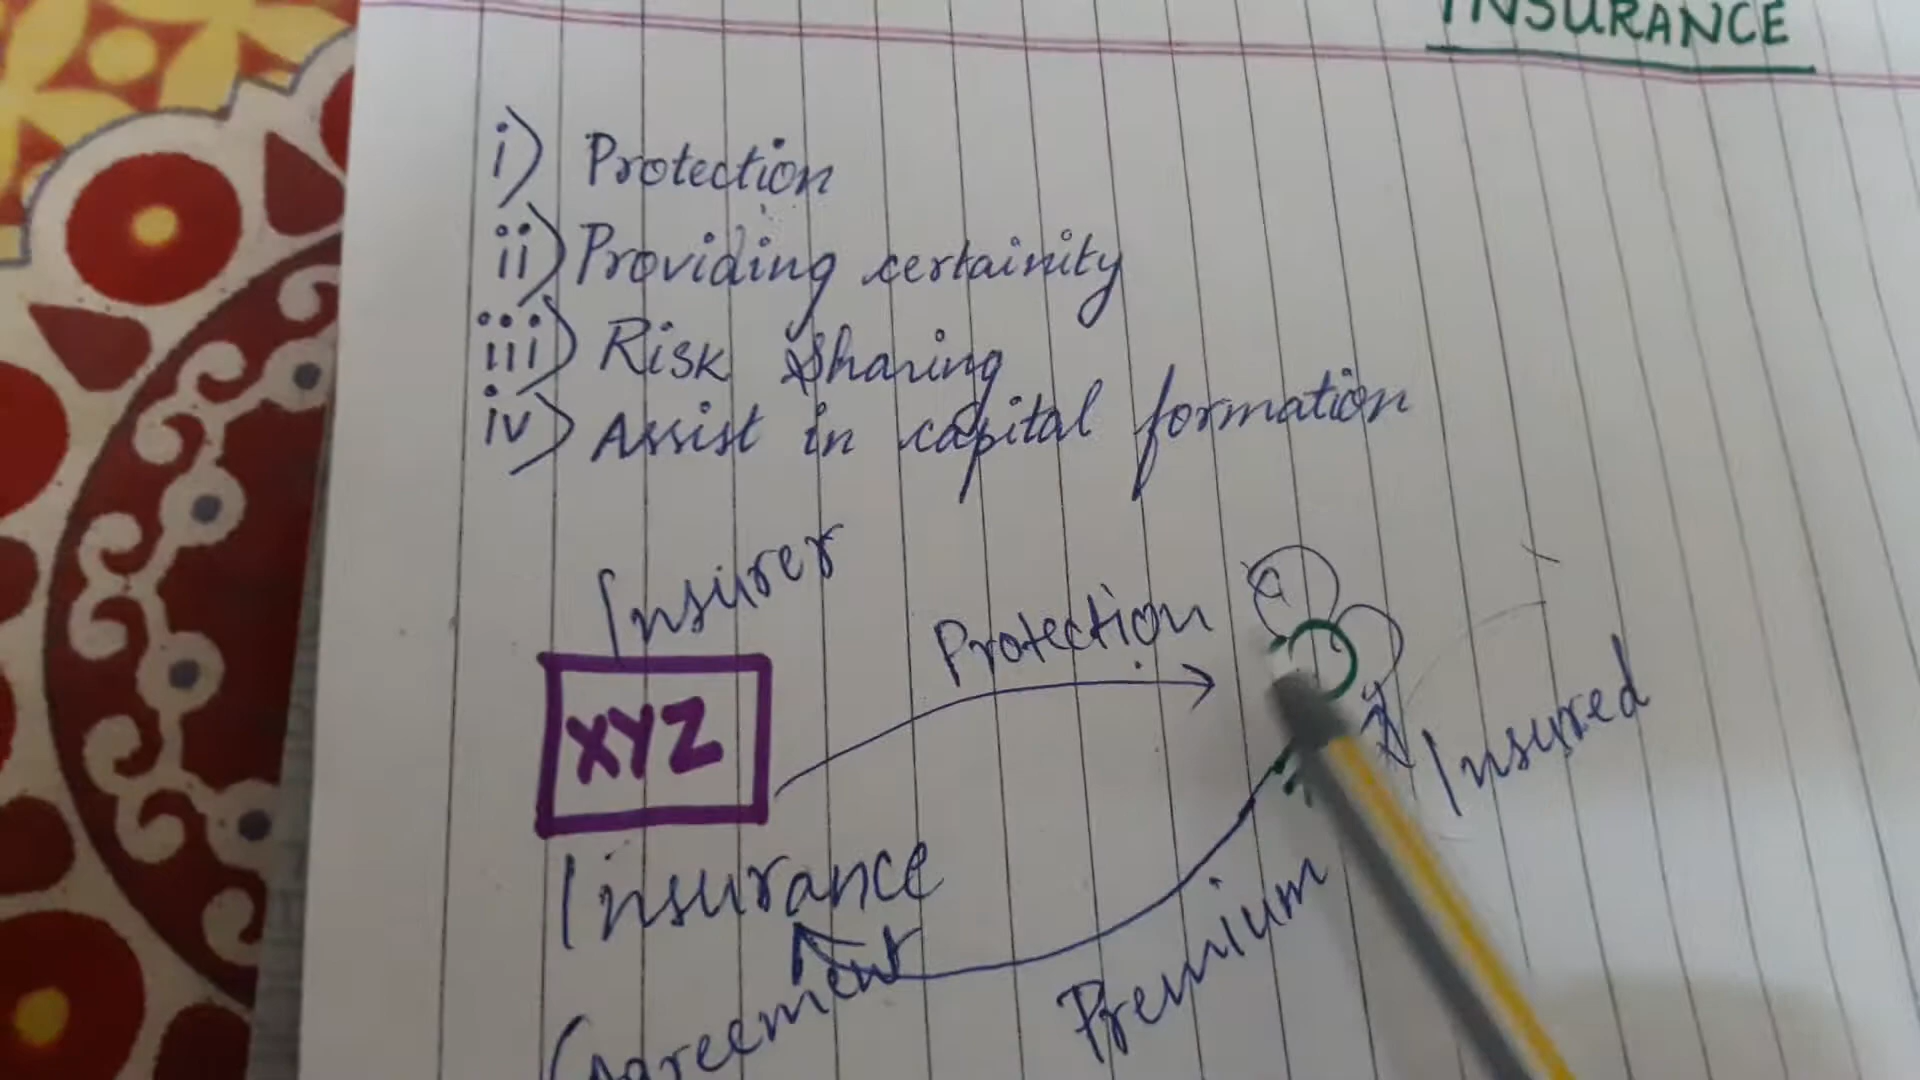 INSURANCE
i) Protection
ii) Providing certainity
iii) Risk Sharing
iv) Assist in capital formation
Insurer
Protection
XYZ
Insured
Insurance
Premium
Agreement